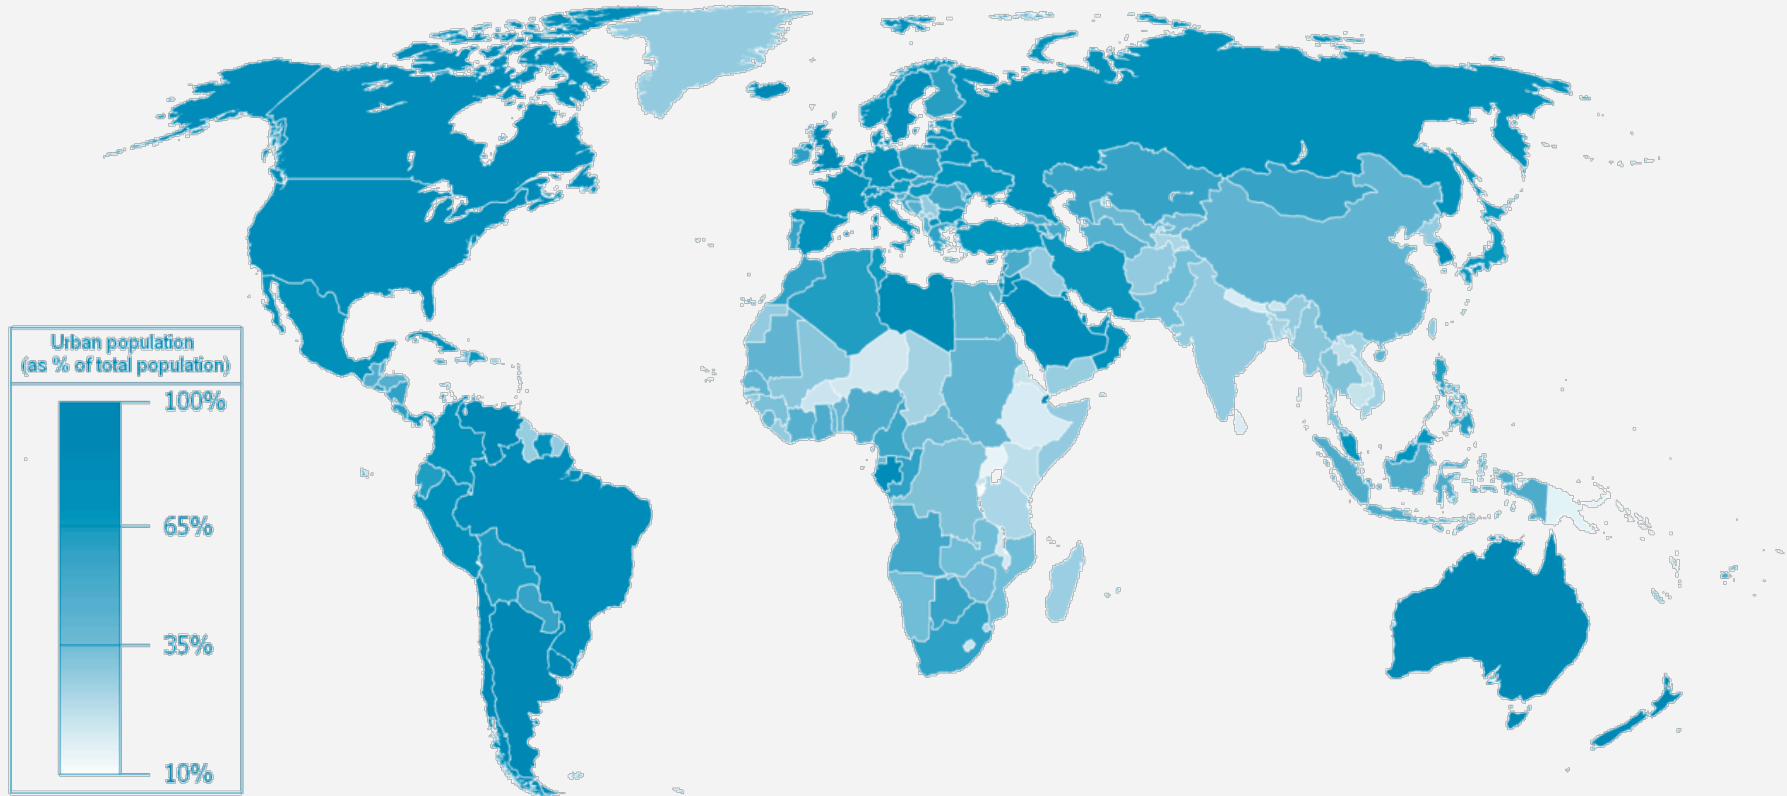 Urban population
(as % of total population)
100%
65%
35%
10%